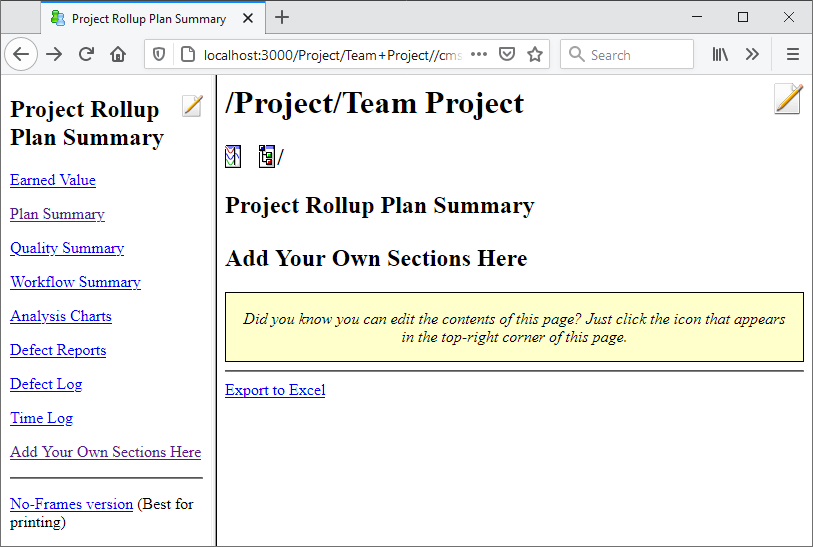 Project Rollup Plan Summary
localhost:3000/Project/Team+Project//cms
Search
Project Rollup
Plan Summary
Earned Value
Plan Summary
Quality Summary
Workflow Summary
Analysis Charts
Defect Reports
Defect Log
Time Log
Add Your Own Sections Here
No-Frames version (Best for
printing)
/Project/Team Project
/
Project Rollup Plan Summary
Add Your Own Sections Here
Did you know you can edit the contents of this page? Just click the icon that appears
in the top-right corner of this page.
Export to Excel